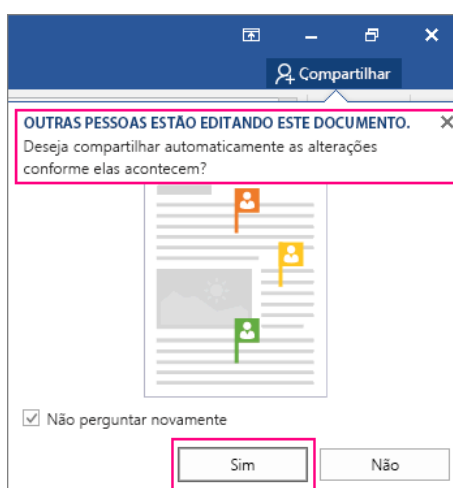 Compartilhar
OUTRAS PESSOAS ESTÃO EDITANDO ESTE DOCUMENTO.
Deseja compartilhar automaticamente as alterações
conforme elas acontecem?
Não perguntar novamente
Sim
Não